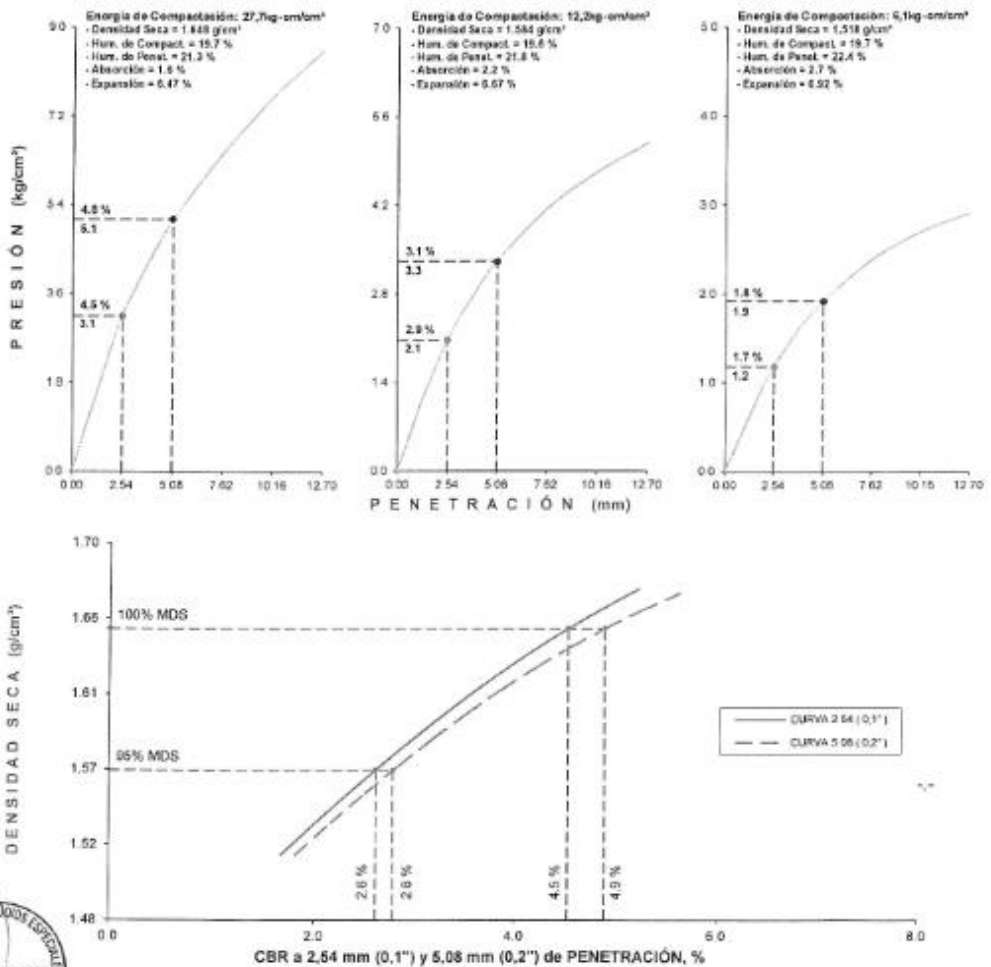 Energía de Compactasión: 27,7kg-cm/cm³
- Densidad Seca = 1.648 g/cm³
- Hum. de Compact. = 19.7 %
- Hum. de Penet. = 21.3 %
- Absorción = 1.6 %
- Expansión = 6.47 %
Energía de Compactasión: 12,2kg-cm/cm³
- Densidad Seca = 1.584 g/cm³
- Hum. de Compact. = 19.6 %
- Hum. de Penet. = 21.8 %
- Absorción = 2.2 %
- Expansión = 6.67 %
Energía de Compactasión: 6,1kg-cm/cm³
- Densidad Seca = 1,518 g/cm³
- Hum. de Compact. = 19.7 %
- Hum. de Penet. = 22.4 %
- Absorción = 2.7 %
- Expansión = 6.92 %
PRESIÓN (kg/cm²)
9.0
7.2
5.4
3.6
1.8
0.0
4.8 %
5.1
4.5 %
3.1
0.00 2.54 5.08 7.62 10.16 12.70
7.0
5.6
4.2
2.8
1.4
0.0
3.1 %
3.3
2.9 %
2.1
0.00 2.54 5.08 7.62 10.16 12.70
5.0
4.0
3.0
2.0
1.0
0.0
1.8 %
1.9
1.7 %
1.2
0.00 2.54 5.08 7.62 10.16 12.70
PENETRACIÓN (mm)
DENSIDAD SECA (g/cm³)
1.70
1.65
1.61
1.57
1.52
1.48
100% MDS
95% MDS
CURVA 2.54 (0,1")
CURVA 5.08 (0,2")
2.6 %
2.8 %
4.5 %
4.9 %
0.0 2.0 4.0 6.0 8.0
CBR a 2,54 mm (0,1") y 5,08 mm (0,2") de PENETRACIÓN, %